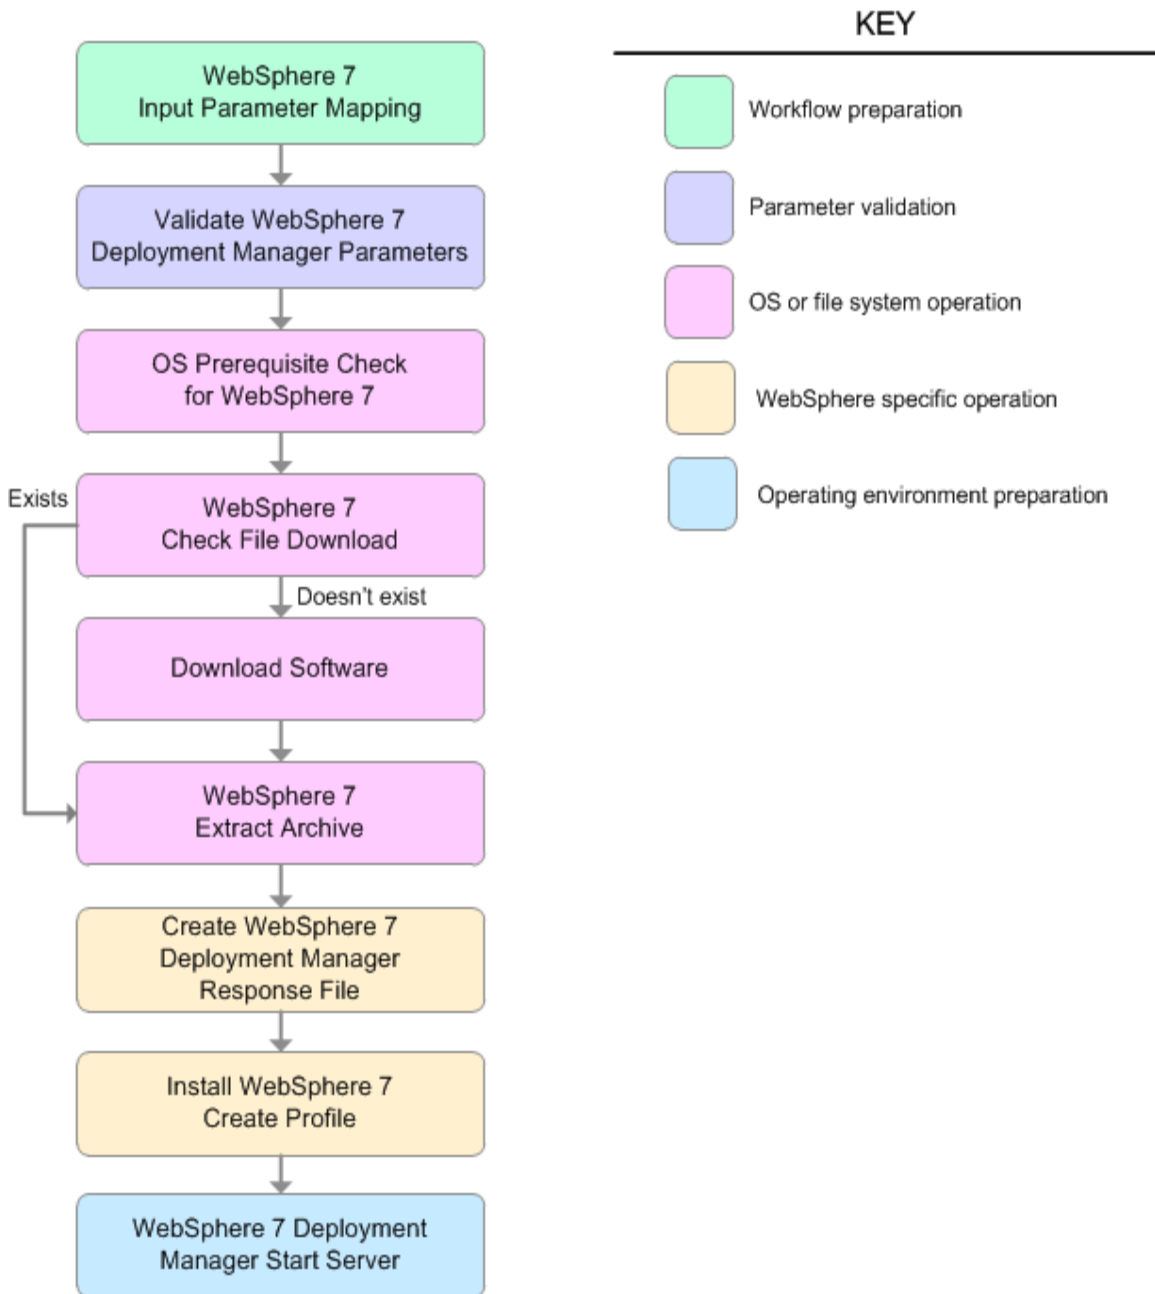 KEY
WebSphere 7
Input Parameter Mapping
Workflow preparation
Validate WebSphere 7
Deployment Manager Parameters
Parameter validation
OS Prerequisite Check
for WebSphere 7
OS or file system operation
WebSphere specific operation
Exists
WebSphere 7
Check File Download
Operating environment preparation
Doesn't exist
Download Software
WebSphere 7
Extract Archive
Create WebSphere 7
Deployment Manager
Response File
Install WebSphere 7
Create Profile
WebSphere 7 Deployment
Manager Start Server